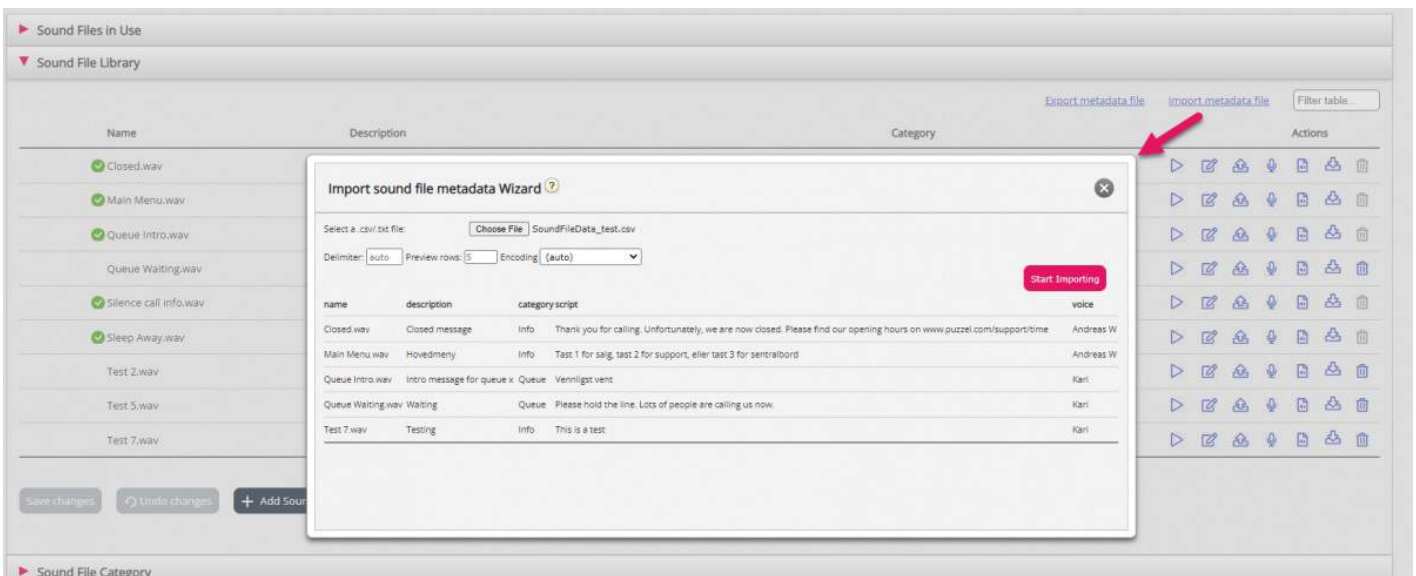 Sound Files in Use
Sound File Library
Export metadata file Import metadata file Filter table...
Name Description Category Actions
Closed.wav
Main Menu.wav
Queue Intro.wav
Queue Waiting.wav
Silence call info.wav
Sleep Away.wav
Test 2.wav
Test 5.wav
Test 7.wav
Import sound file metadata Wizard ?
Select a .csv/.txt file: Choose File SoundFileData_test.csv
Delimiter: auto Preview rows: 5 Encoding (auto)
Start Importing
name description category script voice
Closed.wav Closed message Info Thank you for calling. Unfortunately, we are now closed. Please find our opening hours on www.puzzel.com/support/time Andreas W
Main Menu.wav Hovedmeny Info Tast 1 for salg, tast 2 for support, eller tast 3 for sentralbord Andreas W
Queue Intro.wav Intro message for queue x Queue Vennligst vent Kari
Queue Waiting.wav Waiting Queue Please hold the line. Lots of people are calling us now. Kari
Test 7.wav Testing Info This is a test Kari
Save changes Undo changes + Add Sour
Sound File Category